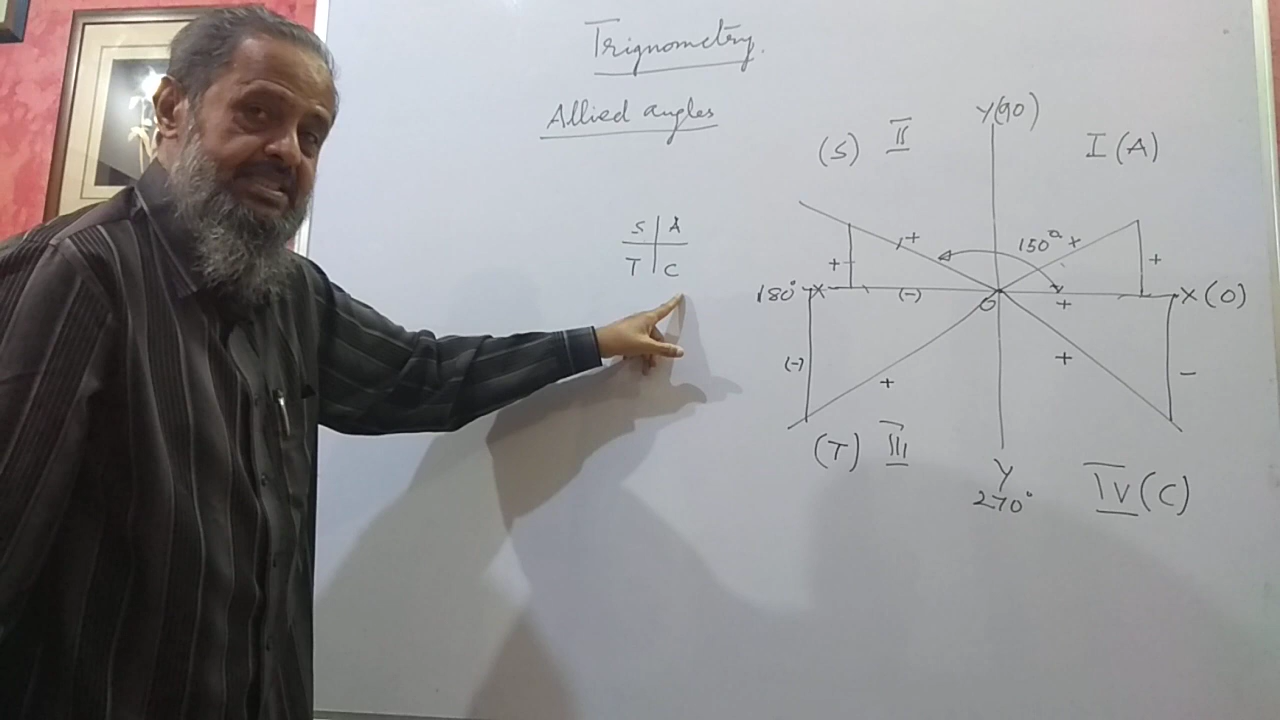 Trignometry.
Allied angles
Y(90)
(S) II
I (A)
S A
T C
150°
+
+
+
+
180° X
(-)
O
+
X (0)
(-)
+
+
-
(T) III
Y
270°
IV (C)